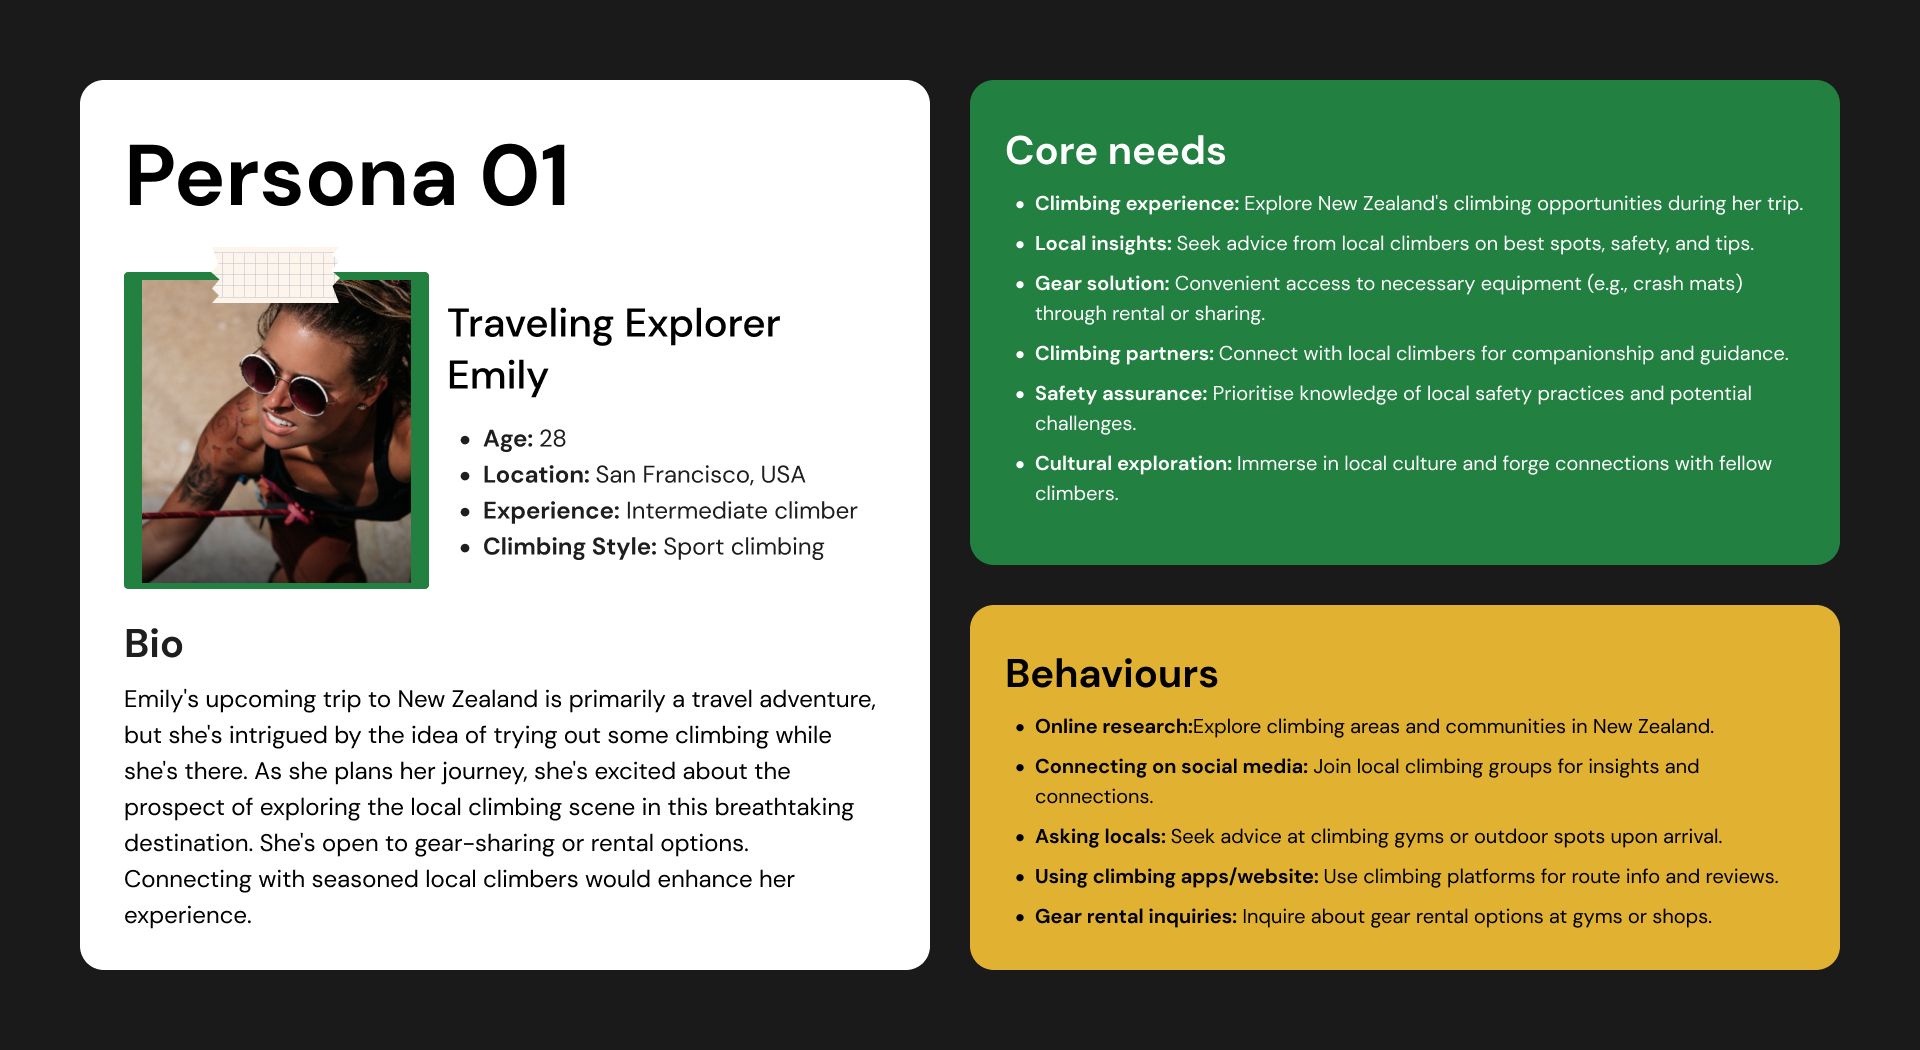 Persona 01
Traveling Explorer
Emily
• Age: 28
• Location: San Francisco, USA
• Experience: Intermediate climber
• Climbing Style: Sport climbing
Bio
Emily's upcoming trip to New Zealand is primarily a travel adventure,
but she's intrigued by the idea of trying out some climbing while
she's there. As she plans her journey, she's excited about the
prospect of exploring the local climbing scene in this breathtaking
destination. She's open to gear-sharing or rental options.
Connecting with seasoned local climbers would enhance her
experience.
Core needs
• Climbing experience: Explore New Zealand's climbing opportunities during her trip.
• Local insights: Seek advice from local climbers on best spots, safety, and tips.
• Gear solution: Convenient access to necessary equipment (e.g., crash mats)
through rental or sharing.
• Climbing partners: Connect with local climbers for companionship and guidance.
• Safety assurance: Prioritise knowledge of local safety practices and potential
challenges.
• Cultural exploration: Immerse in local culture and forge connections with fellow
climbers.
Behaviours
• Online research:Explore climbing areas and communities in New Zealand.
• Connecting on social media: Join local climbing groups for insights and
connections.
• Asking locals: Seek advice at climbing gyms or outdoor spots upon arrival.
• Using climbing apps/website: Use climbing platforms for route info and reviews.
• Gear rental inquiries: Inquire about gear rental options at gyms or shops.